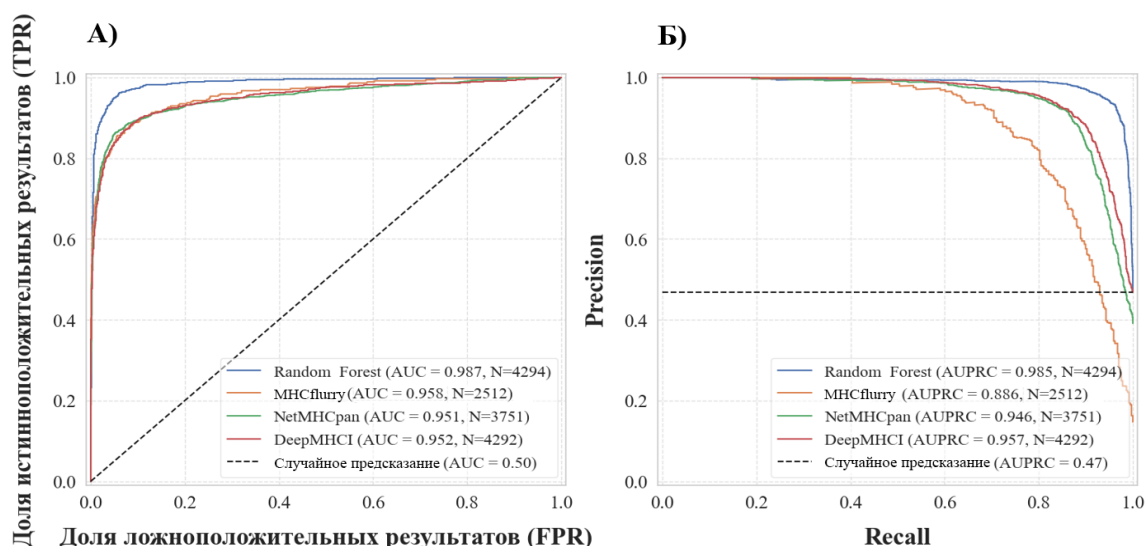 А)
Доля истинноположительных результатов (TPR)
1.0
0.8
0.6
0.4
0.2
0.0
Random Forest (AUC = 0.987, N=4294)
MHCflurry (AUC = 0.958, N=2512)
NetMHCpan (AUC = 0.951, N=3751)
DeepMHCI (AUC = 0.952, N=4292)
Случайное предсказание (AUC = 0.50)
0.0 0.2 0.4 0.6 0.8 1.0
Доля ложноположительных результатов (FPR)
Б)
Precision
1.0
0.8
0.6
0.4
0.2
0.0
Random Forest (AUPRC = 0.985, N=4294)
MHCflurry (AUPRC = 0.886, N=2512)
NetMHCpan (AUPRC = 0.946, N=3751)
DeepMHCI (AUPRC = 0.957, N=4292)
Случайное предсказание (AUPRC = 0.47)
0.0 0.2 0.4 0.6 0.8 1.0
Recall